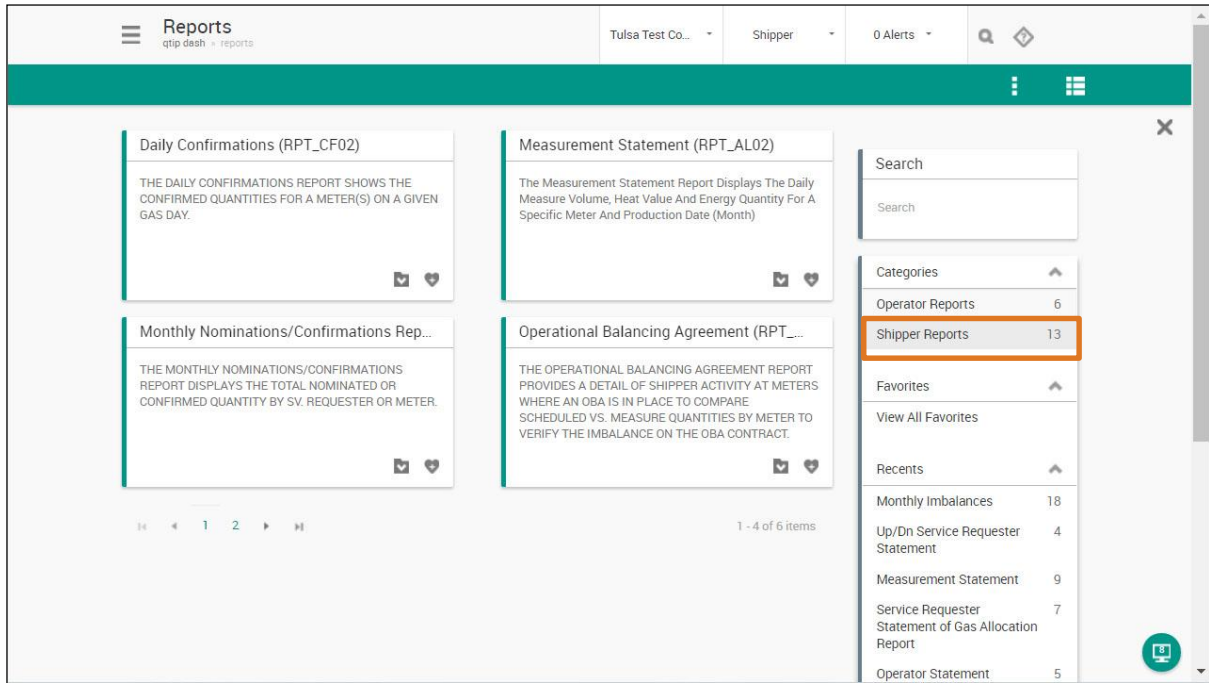 Reports
qtip dash » reports
Tulsa Test Co...
Shipper
0 Alerts
Daily Confirmations (RPT_CF02)
THE DAILY CONFIRMATIONS REPORT SHOWS THE
CONFIRMED QUANTITIES FOR A METER(S) ON A GIVEN
GAS DAY.
Measurement Statement (RPT_AL02)
The Measurement Statement Report Displays The Daily
Measure Volume, Heat Value And Energy Quantity For A
Specific Meter And Production Date (Month)
Monthly Nominations/Confirmations Rep...
THE MONTHLY NOMINATIONS/CONFIRMATIONS
REPORT DISPLAYS THE TOTAL NOMINATED OR
CONFIRMED QUANTITY BY SV. REQUESTER OR METER.
Operational Balancing Agreement (RPT_...
THE OPERATIONAL BALANCING AGREEMENT REPORT
PROVIDES A DETAIL OF SHIPPER ACTIVITY AT METERS
WHERE AN OBA IS IN PLACE TO COMPARE
SCHEDULED VS. MEASURE QUANTITIES BY METER TO
VERIFY THE IMBALANCE ON THE OBA CONTRACT.
1 2
1 - 4 of 6 items
Search
Search
Categories
Operator Reports 6
Shipper Reports 13
Favorites
View All Favorites
Recents
Monthly Imbalances 18
Up/Dn Service Requester 4
Statement
Measurement Statement 9
Service Requester 7
Statement of Gas Allocation
Report
Operator Statement 5
8